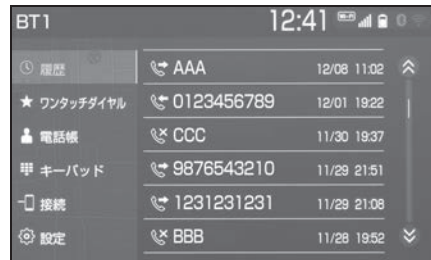 BT1 12:41 Wi-Fi
履歴
ワンタッチダイヤル
電話帳
キーパッド
接続
設定
AAA 12/08 11:02
0123456789 12/01 19:22
CCC 11/30 19:37
9876543210 11/29 21:51
1231231231 11/29 21:08
BBB 11/28 19:52